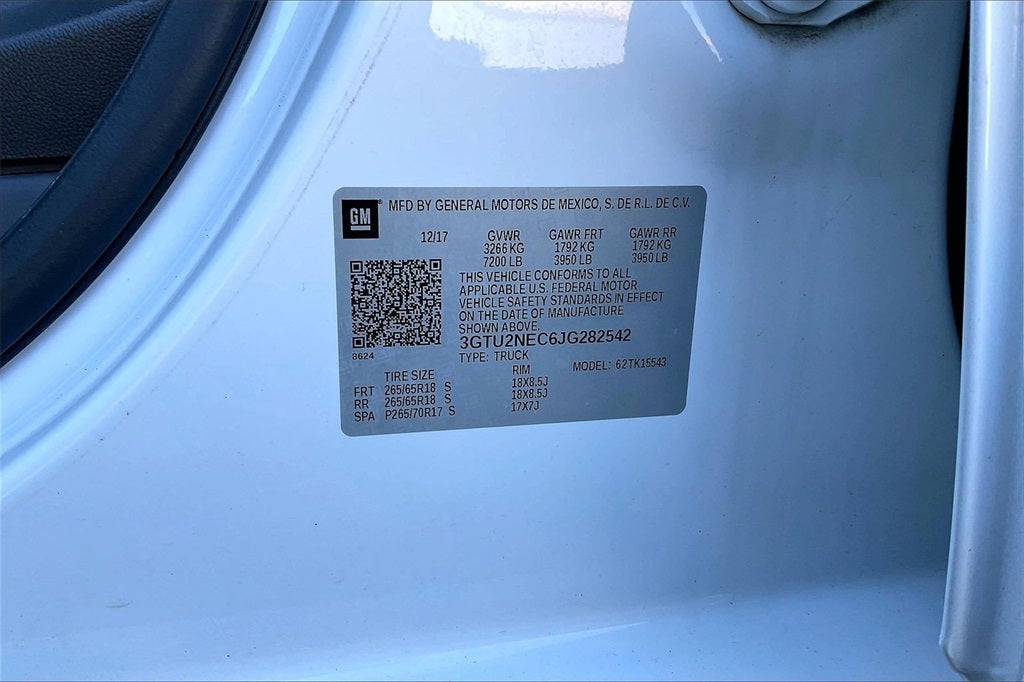 GM ® MFD BY GENERAL MOTORS DE MEXICO, S. DE R.L. DE C.V.
12/17 GVWR GAWR FRT GAWR RR
3266 KG 1792 KG 1792 KG
7200 LB 3950 LB 3950 LB
THIS VEHICLE CONFORMS TO ALL
APPLICABLE U.S. FEDERAL MOTOR
VEHICLE SAFETY STANDARDS IN EFFECT
ON THE DATE OF MANUFACTURE
SHOWN ABOVE.
3GTU2NEC6JG282542
8624 TYPE: TRUCK MODEL: 62TK15543
TIRE SIZE RIM
FRT 265/65R18 S 18X8.5J
RR 265/65R18 S 18X8.5J
SPA P265/70R17 S 17X7J